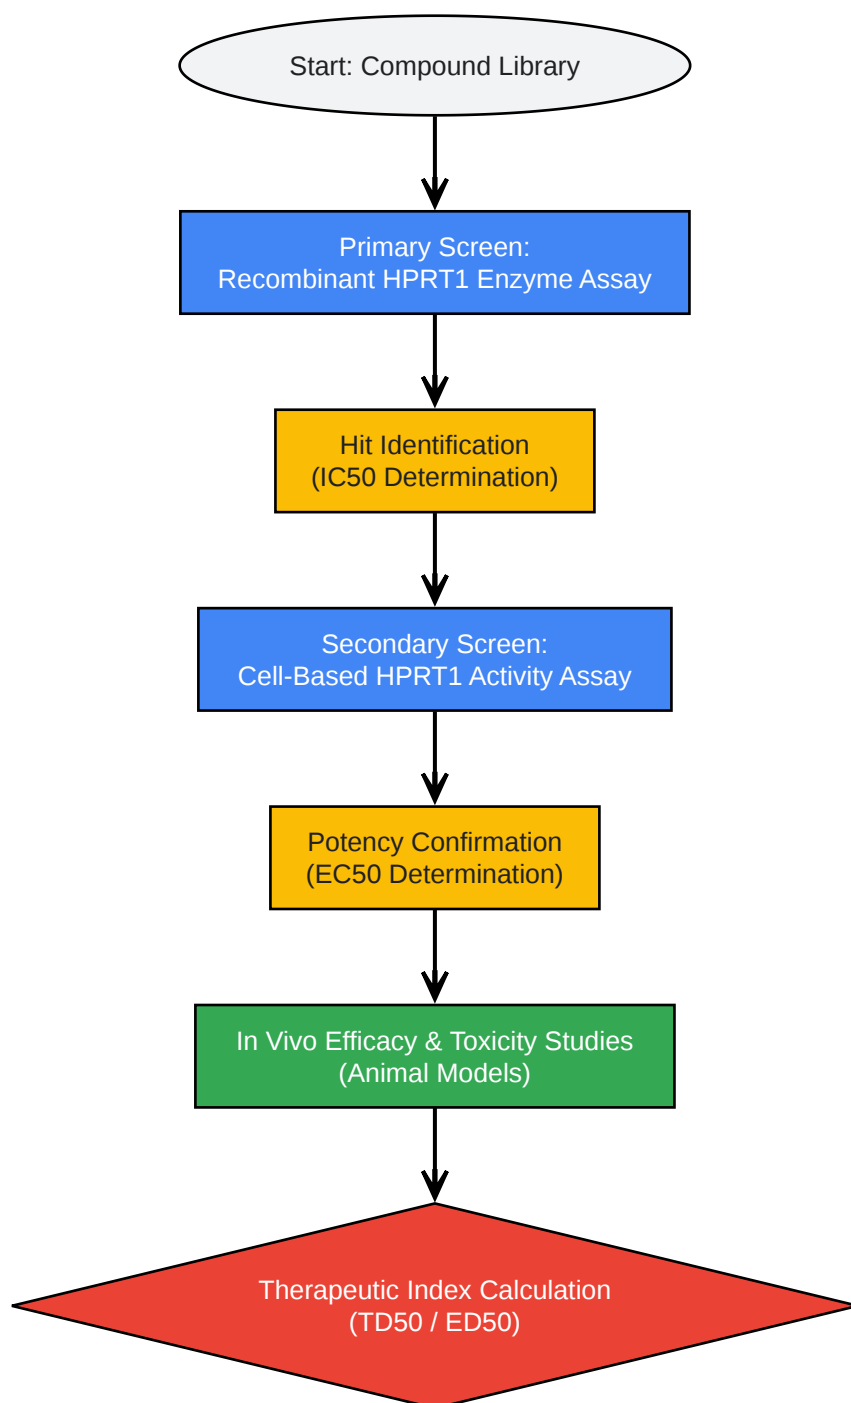 Start: Compound Library
Primary Screen:
Recombinant HPRT1 Enzyme Assay
Hit Identification
(IC50 Determination)
Secondary Screen:
Cell-Based HPRT1 Activity Assay
Potency Confirmation
(EC50 Determination)
In Vivo Efficacy & Toxicity Studies
(Animal Models)
Therapeutic Index Calculation
(TD50 / ED50)